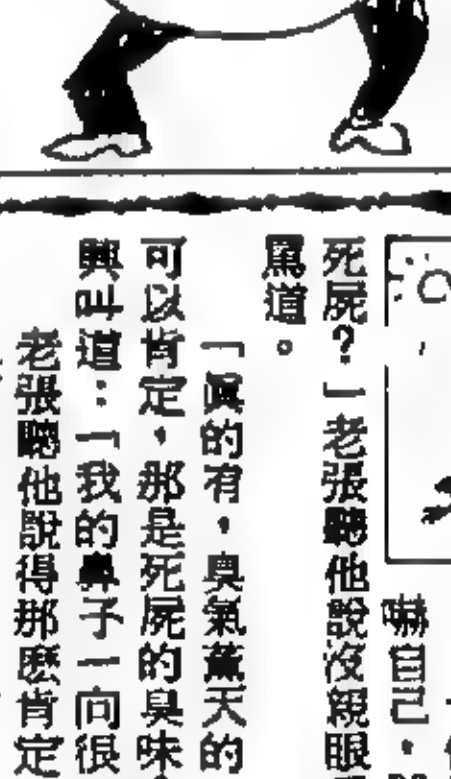 嚇自己，
死屍？」老張聽他說沒親眼
罵道。
「眞的有，臭氣薰天的
可以肯定，那是死屍的臭味
興叫道：「我的鼻子一向很
老張聽他說得那麽肯定